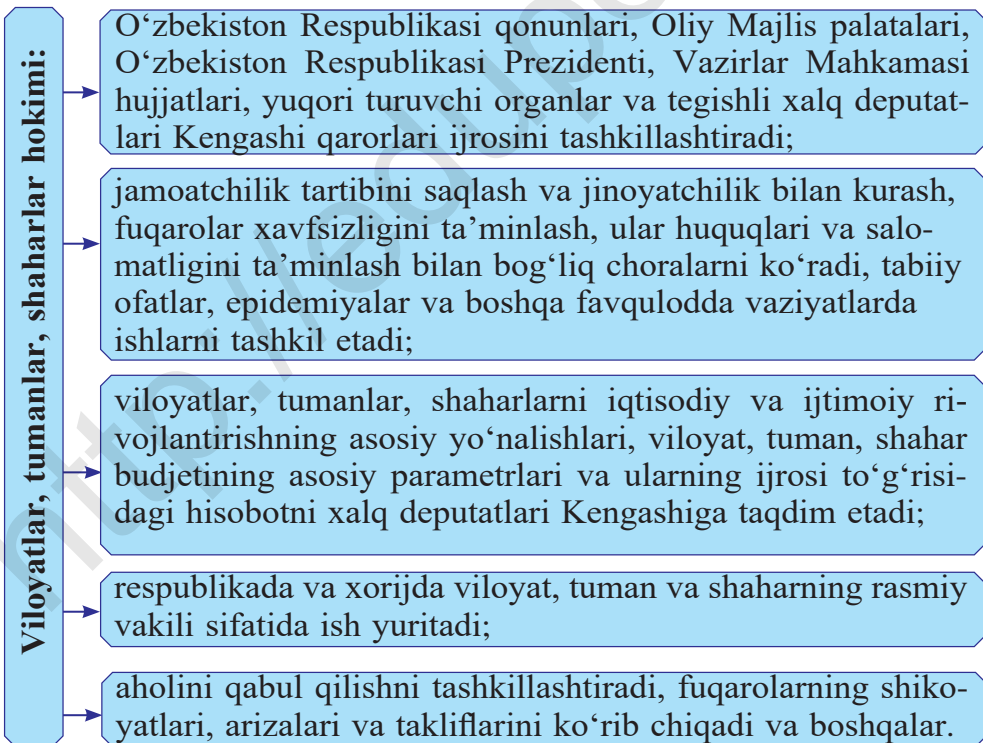 Viloyatlar, tumanlar, shaharlar hokimi:
O‘zbekiston Respublikasi qonunlari, Oliy Majlis palatalari,
O‘zbekiston Respublikasi Prezidenti, Vazirlar Mahkamasi
hujjatlari, yuqori turuvchi organlar va tegishli xalq deputat-
lari Kengashi qarorlari ijrosini tashkillashtiradi;
jamoatchilik tartibini saqlash va jinoyatchilik bilan kurash,
fuqarolar xavfsizligini ta’minlash, ular huquqlari va salo-
matligini ta’minlash bilan bog‘liq choralarni ko‘radi, tabiiy
ofatlar, epidemiyalar va boshqa favqulodda vaziyatlarda
ishlarni tashkil etadi;
viloyatlar, tumanlar, shaharlarni iqtisodiy va ijtimoiy ri-
vojlantirishning asosiy yo‘nalishlari, viloyat, tuman, shahar
budjetining asosiy parametrlari va ularning ijrosi to‘g‘risi-
dagi hisobotni xalq deputatlari Kengashiga taqdim etadi;
respublikada va xorijda viloyat, tuman va shaharning rasmiy
vakili sifatida ish yuritadi;
aholini qabul qilishni tashkillashtiradi, fuqarolarning shiko-
yatlari, arizalari va takliflarini ko‘rib chiqadi va boshqalar.
http://edup